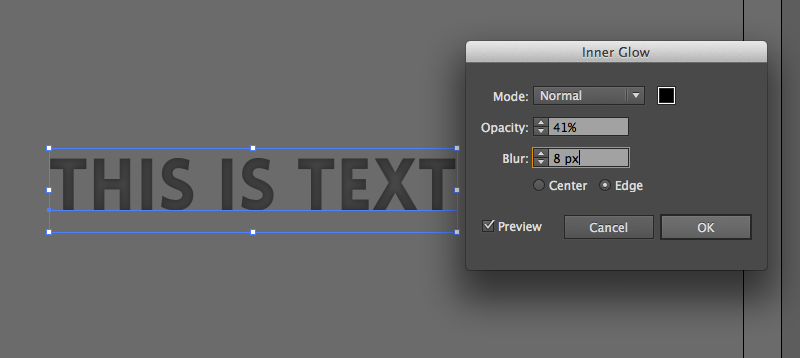 Inner Glow
Mode: Normal
Opacity: 41%
THIS IS TEXT
Blur: 8 px
Center Edge
Preview Cancel OK